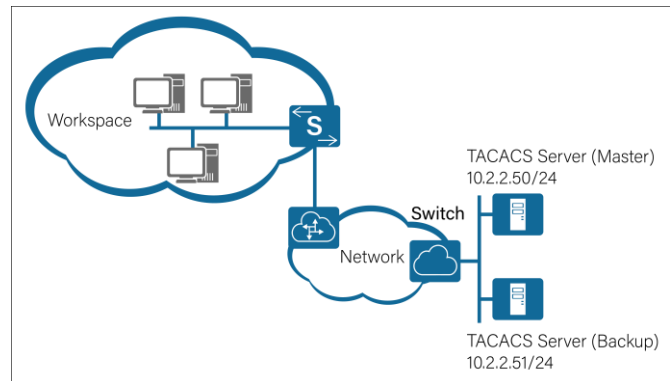 Workspace
S
TACACS Server (Master)
10.2.2.50/24
Switch
Network
TACACS Server (Backup)
10.2.2.51/24